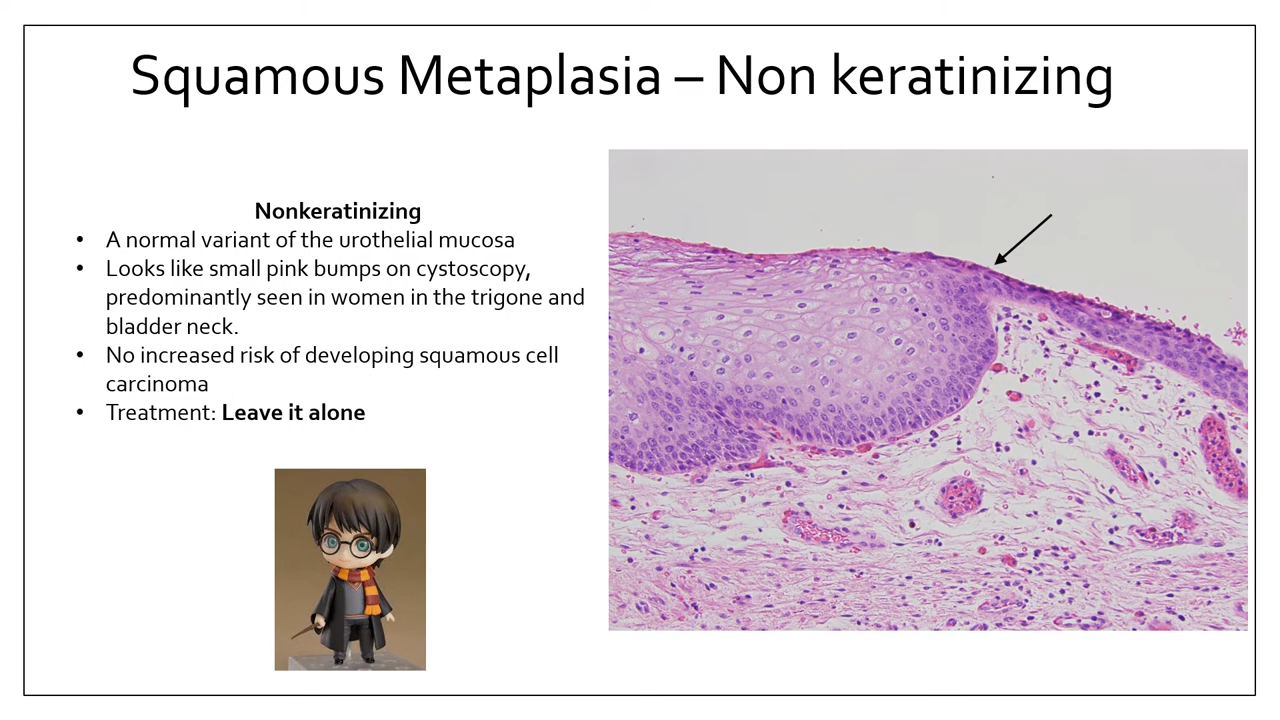 Squamous Metaplasia – Non keratinizing
Nonkeratinizing
• A normal variant of the urothelial mucosa
• Looks like small pink bumps on cystoscopy,
predominantly seen in women in the trigone and
bladder neck.
• No increased risk of developing squamous cell
carcinoma
• Treatment: Leave it alone